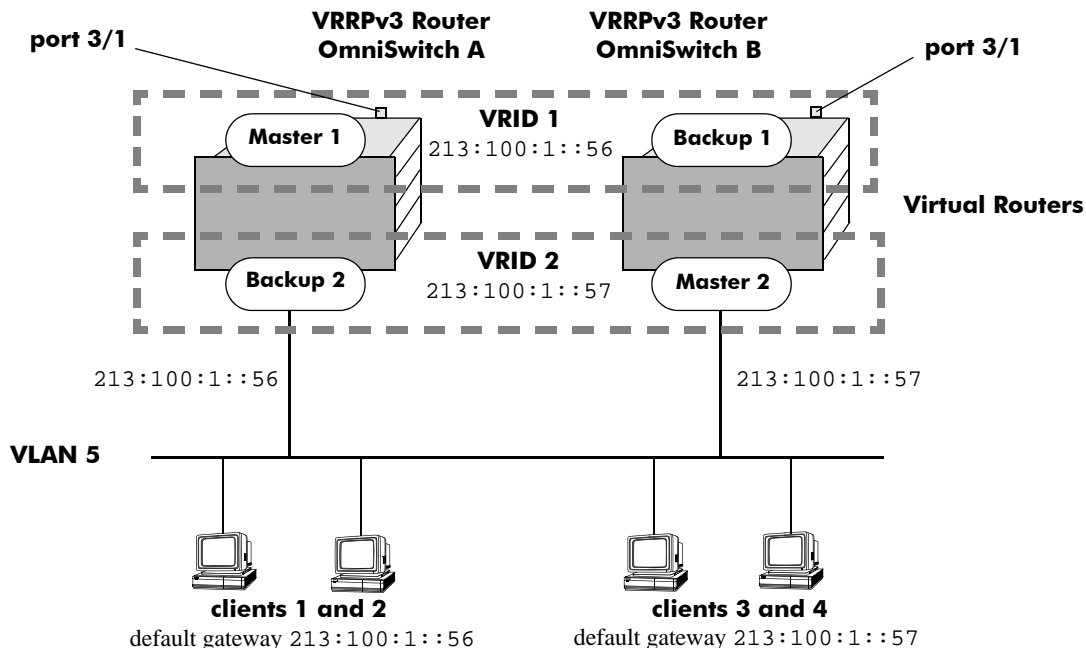 VRRPv3 Router
OmniSwitch A
VRRPv3 Router
OmniSwitch B
port 3/1
port 3/1
VRID 1
213:100:1::56
Master 1
Backup 1
Virtual Routers
VRID 2
213:100:1::57
Backup 2
Master 2
213:100:1::56
213:100:1::57
VLAN 5
clients 1 and 2
default gateway 213:100:1::56
clients 3 and 4
default gateway 213:100:1::57